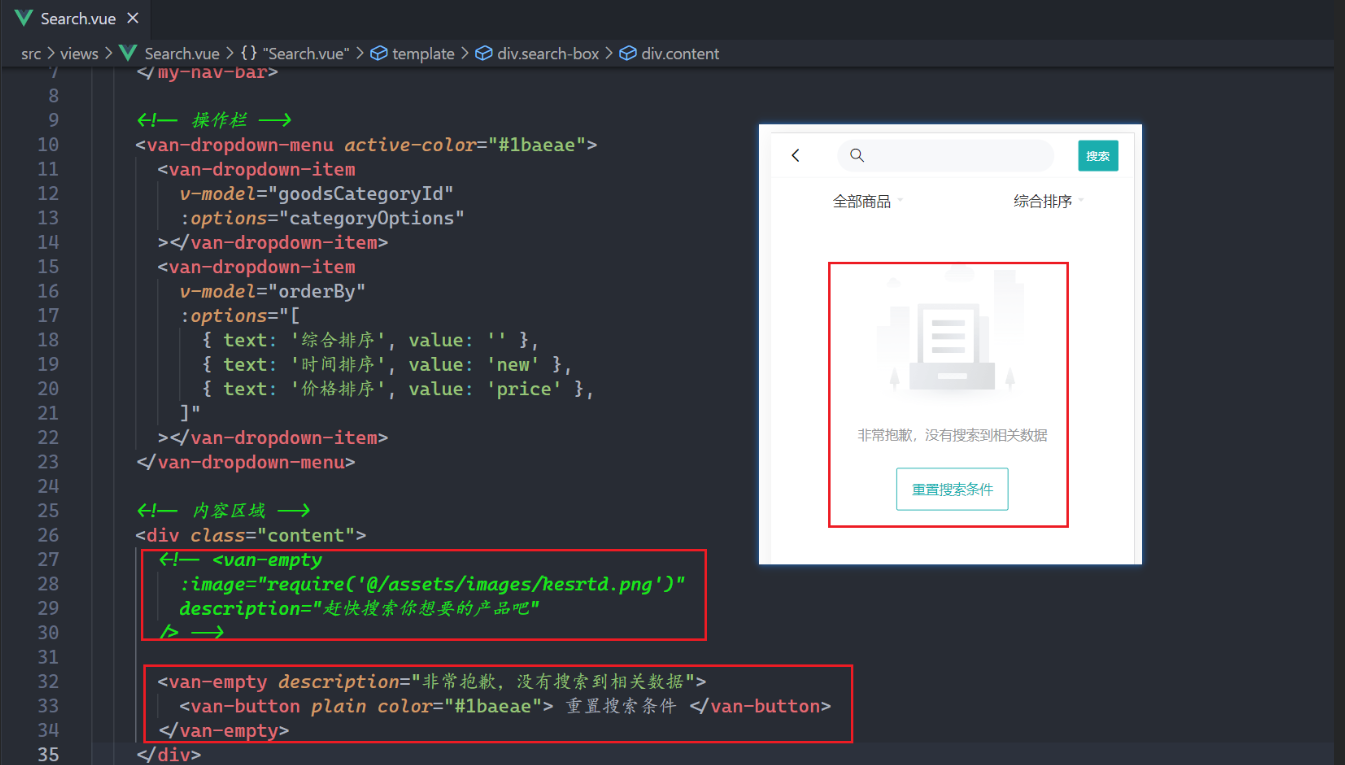 Search.vue
src > views > Search.vue > {} "Search.vue" > template > div.search-box > div.content
7 </my-nav-bar>
8
9 <!-- 操作栏 -->
10 <van-dropdown-menu active-color="#1baeae">
11 <van-dropdown-item
12 v-model="goodsCategoryId"
13 :options="categoryOptions"
14 ></van-dropdown-item>
15 <van-dropdown-item
16 v-model="orderBy"
17 :options="[
18 { text: '综合排序', value: '' },
19 { text: '时间排序', value: 'new' },
20 { text: '价格排序', value: 'price' },
21 ]"
22 ></van-dropdown-item>
23 </van-dropdown-menu>
24
25 <!-- 内容区域 -->
26 <div class="content">
27 <!-- <van-empty
28 :image="require('@/assets/images/kesrtd.png')"
29 description="赶快搜索你想要的产品吧"
30 /> -->
31
32 <van-empty description="非常抱歉，没有搜索到相关数据">
33 <van-button plain color="#1baeae"> 重置搜索条件 </van-button>
34 </van-empty>
35 </div>
搜索
全部商品 综合排序
非常抱歉，没有搜索到相关数据
重置搜索条件